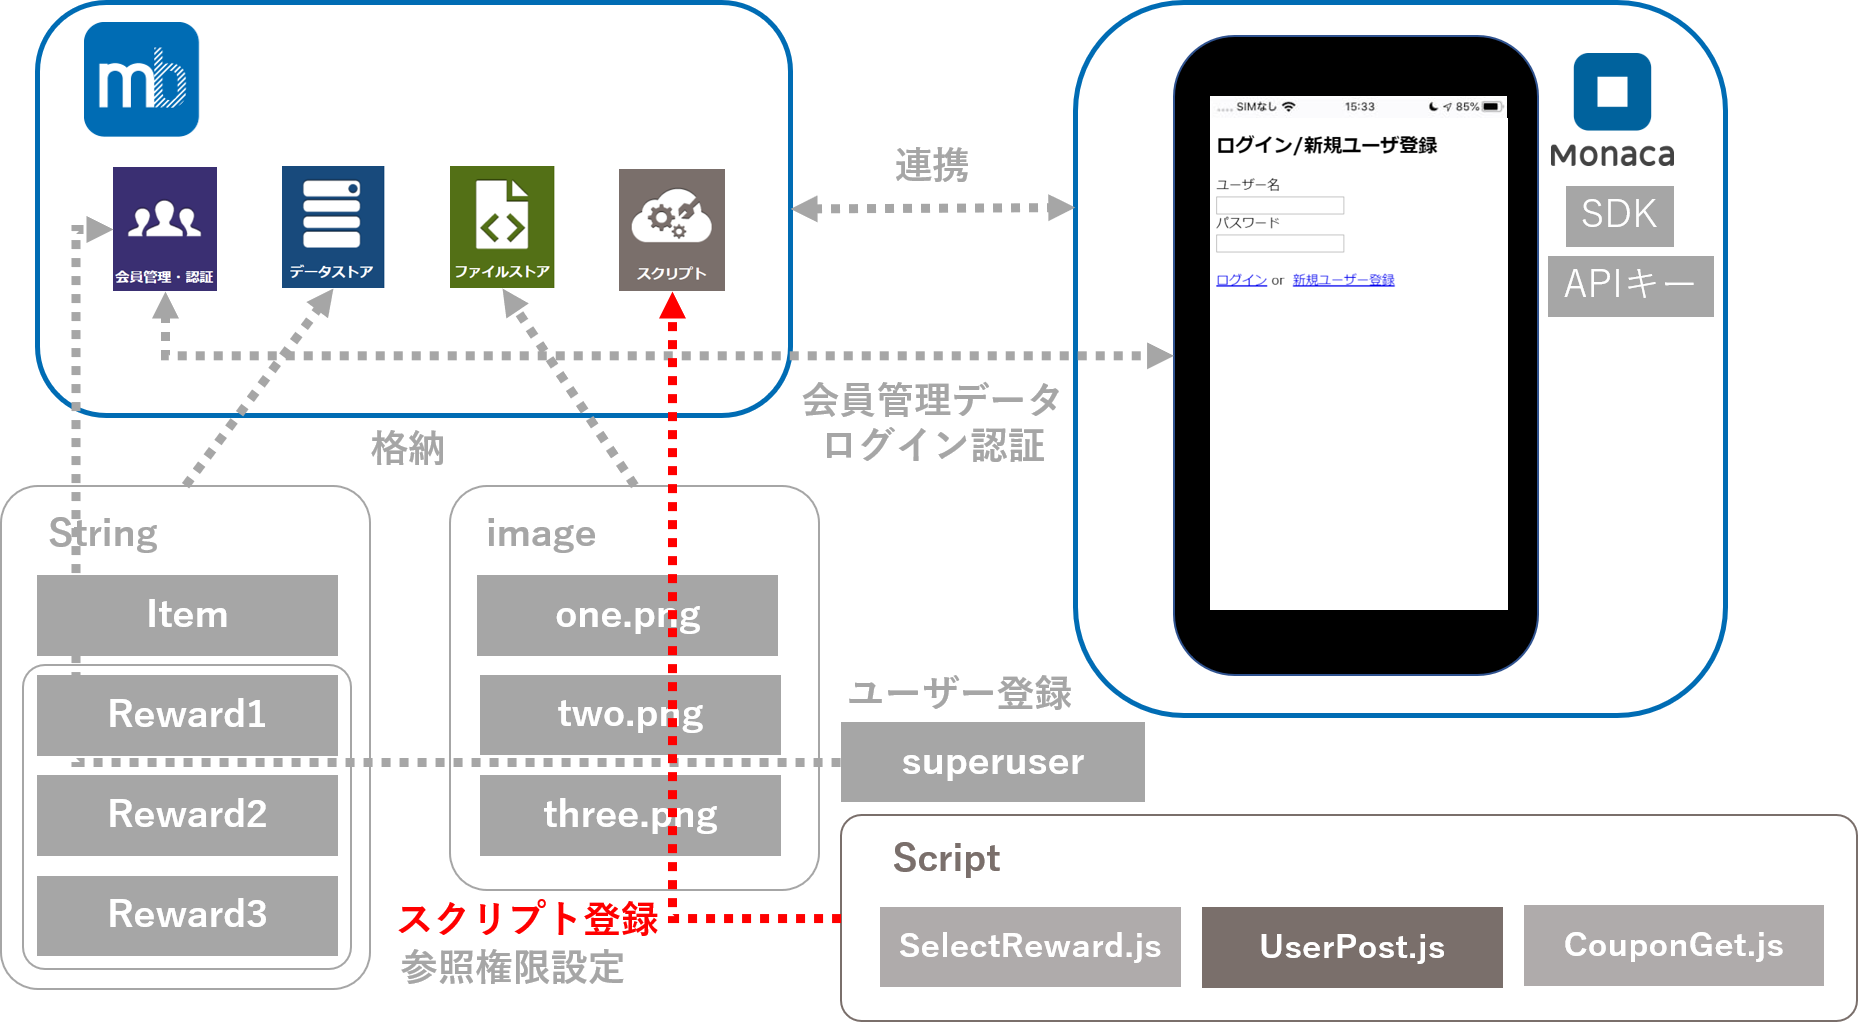 mb
会員管理・認証
データストア
ファイルストア
スクリプト
連携
SIMなし 15:33 85%
ログイン/新規ユーザ登録
ユーザー名
パスワード
ログイン or 新規ユーザー登録
Monaca
SDK
APIキー
会員管理データ
ログイン認証
格納
String
Item
Reward1
Reward2
Reward3
image
one.png
two.png
three.png
ユーザー登録
superuser
スクリプト登録
参照権限設定
Script
SelectReward.js
UserPost.js
CouponGet.js